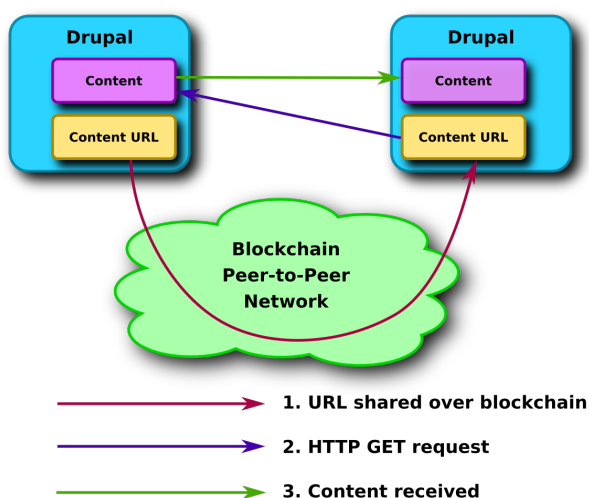 Drupal
Content
Content URL
Drupal
Content
Content URL
Blockchain
Peer-to-Peer
Network
1. URL shared over blockchain
2. HTTP GET request
3. Content received